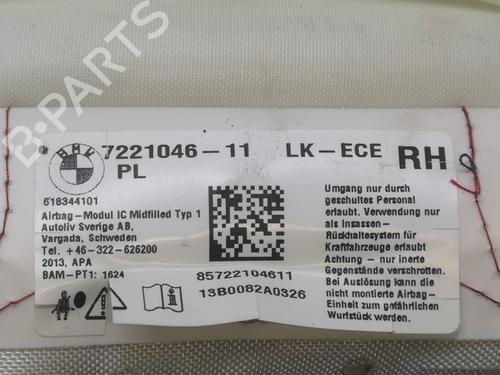 BMW
7221046-11 LK-ECE RH
PL
618344101
Airbag-Modul IC Midfilled Typ 1
Autoliv Sverige AB,
Vargada, Schweden
Tel. +46-322-626200
2013, APA
BAM-PT1: 1624
85722104611
13B0082A0326
Umgang nur durch
geschultes Personal
erlaubt. Verwendung nur
als Insassen-
Rückhaltesystem für
Kraftfahrzeuge erlaubt
Achtung - nur inerte
Gegenstände verschrotten.
Bei Auslösung kann die
nicht montierte Airbag-
Einheit zum gefährlichen
Wurfstück werden.
B-Parts